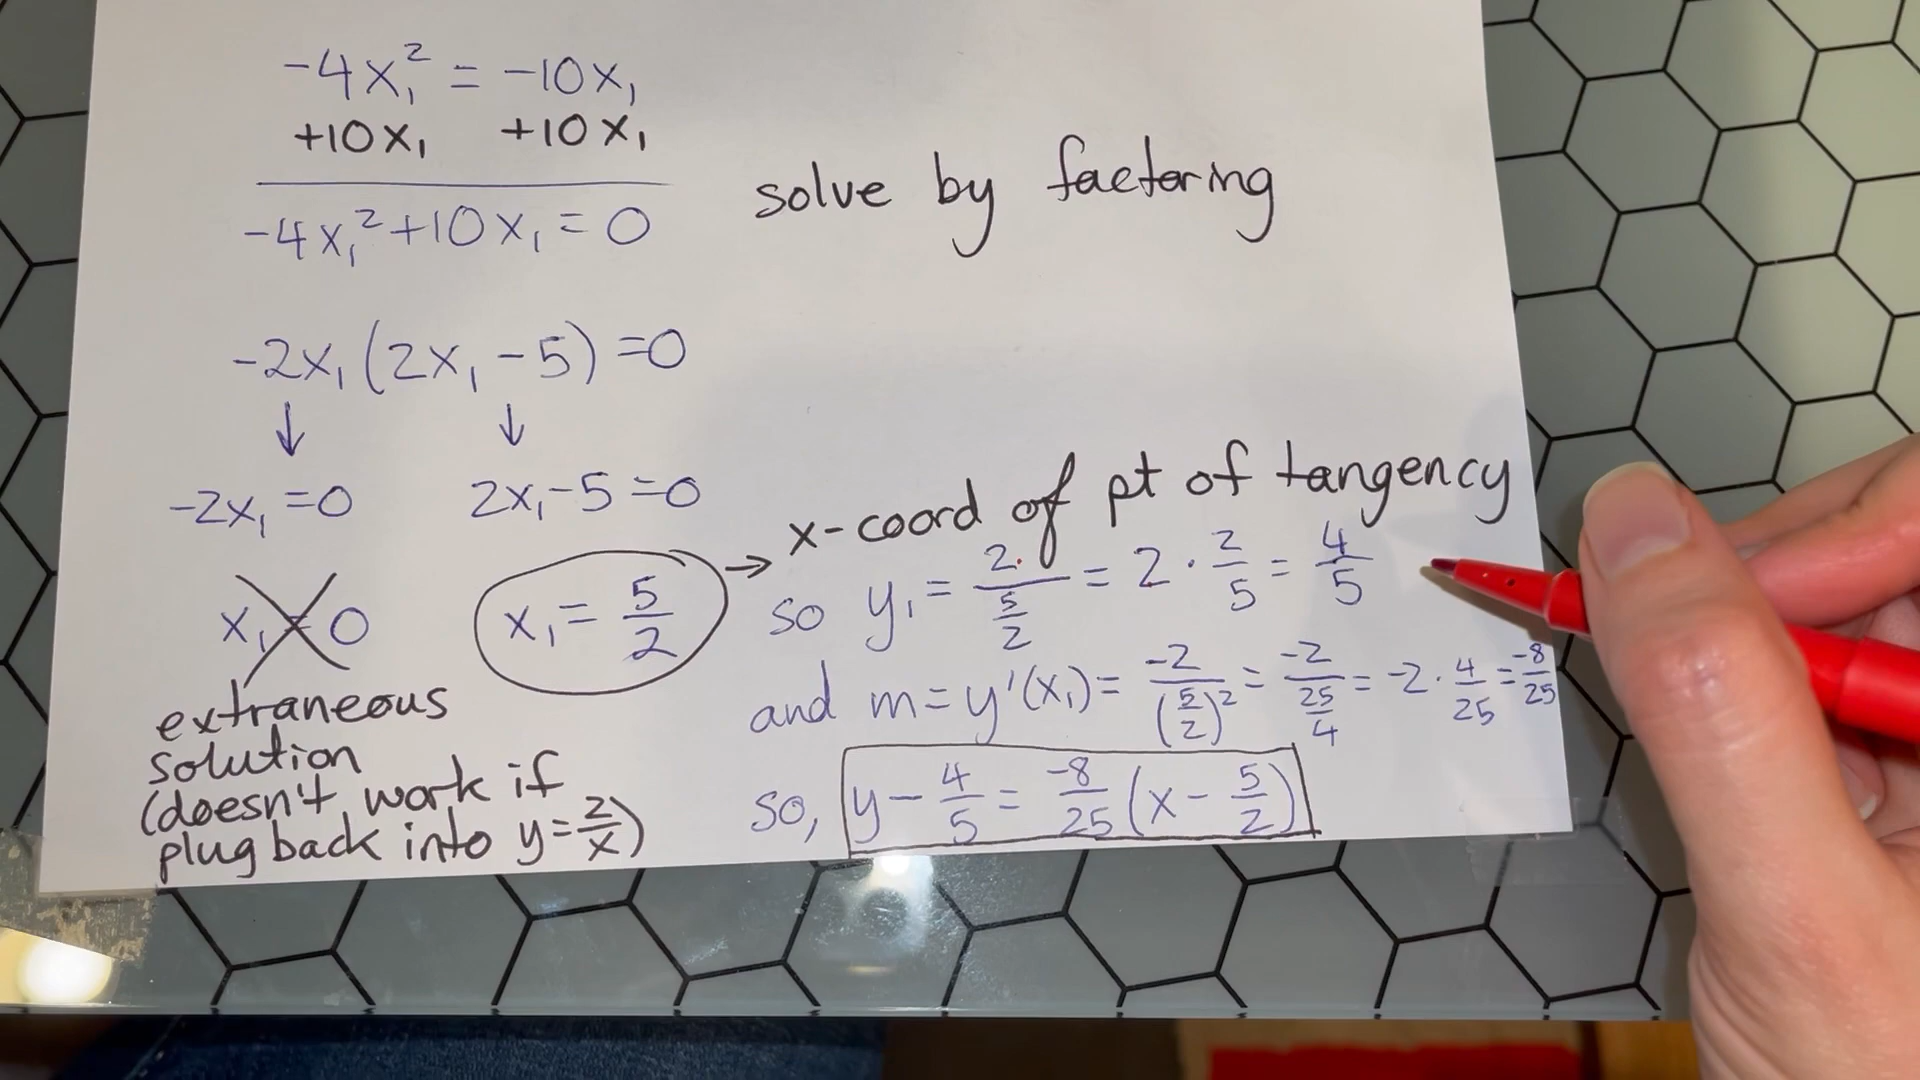 -4x₁² = -10x₁
+10x₁ +10x₁
-4x₁² + 10x₁ = 0
solve by factoring
-2x₁(2x₁ - 5) = 0
↓ ↓
-2x₁ = 0 2x₁ - 5 = 0
x₁ = 0 x₁ = 5/2 → x-coord of pt of tangency
extraneous
solution
(doesn't work if
plug back into y = 2/x)
so y₁ = 2/(5/2) = 2 · 2/5 = 4/5
and m = y'(x₁) = -2/(5/2)² = -2/(25/4) = -2 · 4/25 = -8/25
so, y - 4/5 = -8/25 (x - 5/2)